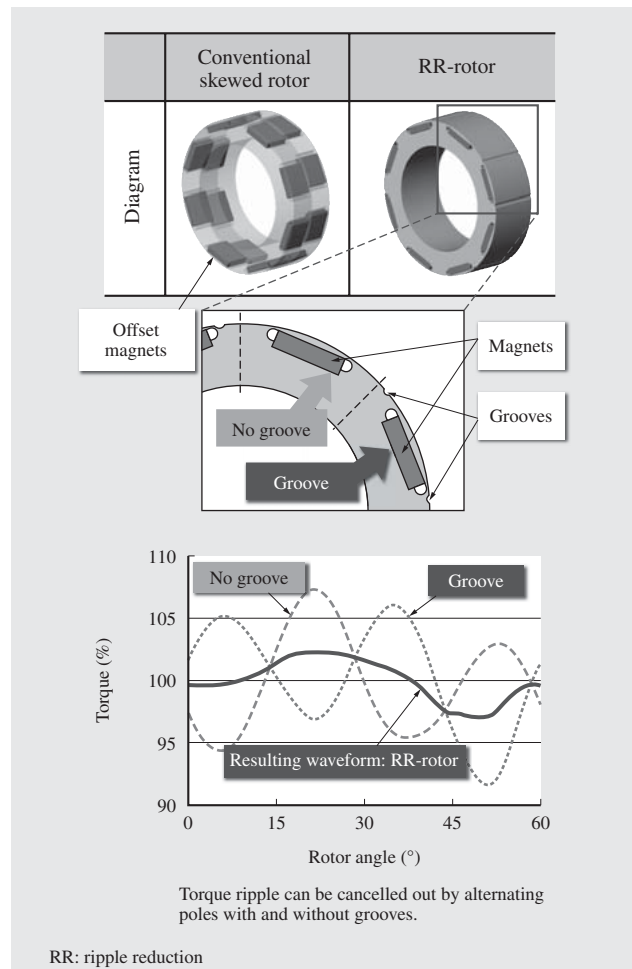 Conventional
skewed rotor
RR-rotor
Diagram
Offset
magnets
Magnets
No groove
Grooves
Groove
110
No groove
Groove
105
Torque (%)
100
95
Resulting waveform: RR-rotor
90
0
15
30
45
60
Rotor angle (°)
Torque ripple can be cancelled out by alternating
poles with and without grooves.
RR: ripple reduction